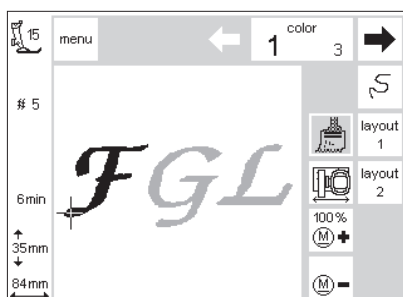 15
menu
1 color 3
# 5
layout
1
FGL
layout
2
6min
100%
M +
35mm
84mm
M -